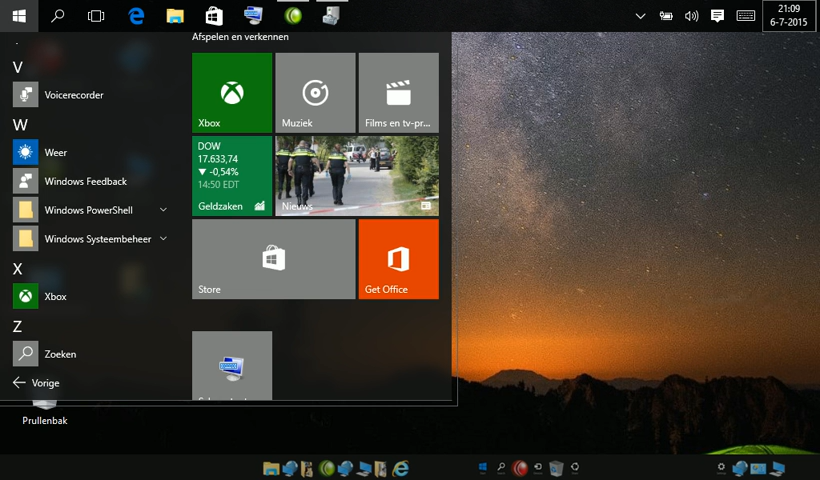 21:09
6-7-2015
Afspelen en verkennen
V
Voicerecorder
W
Weer
Windows Feedback
Windows PowerShell
Windows Systeembeheer
X
Xbox
Z
Zoeken
Vorige
Xbox
Muziek
Films en tv-pr...
DOW
17.633,74
▼ -0,54%
14:50 EDT
Geldzaken
Nieuws
Store
Get Office
Prullenbak